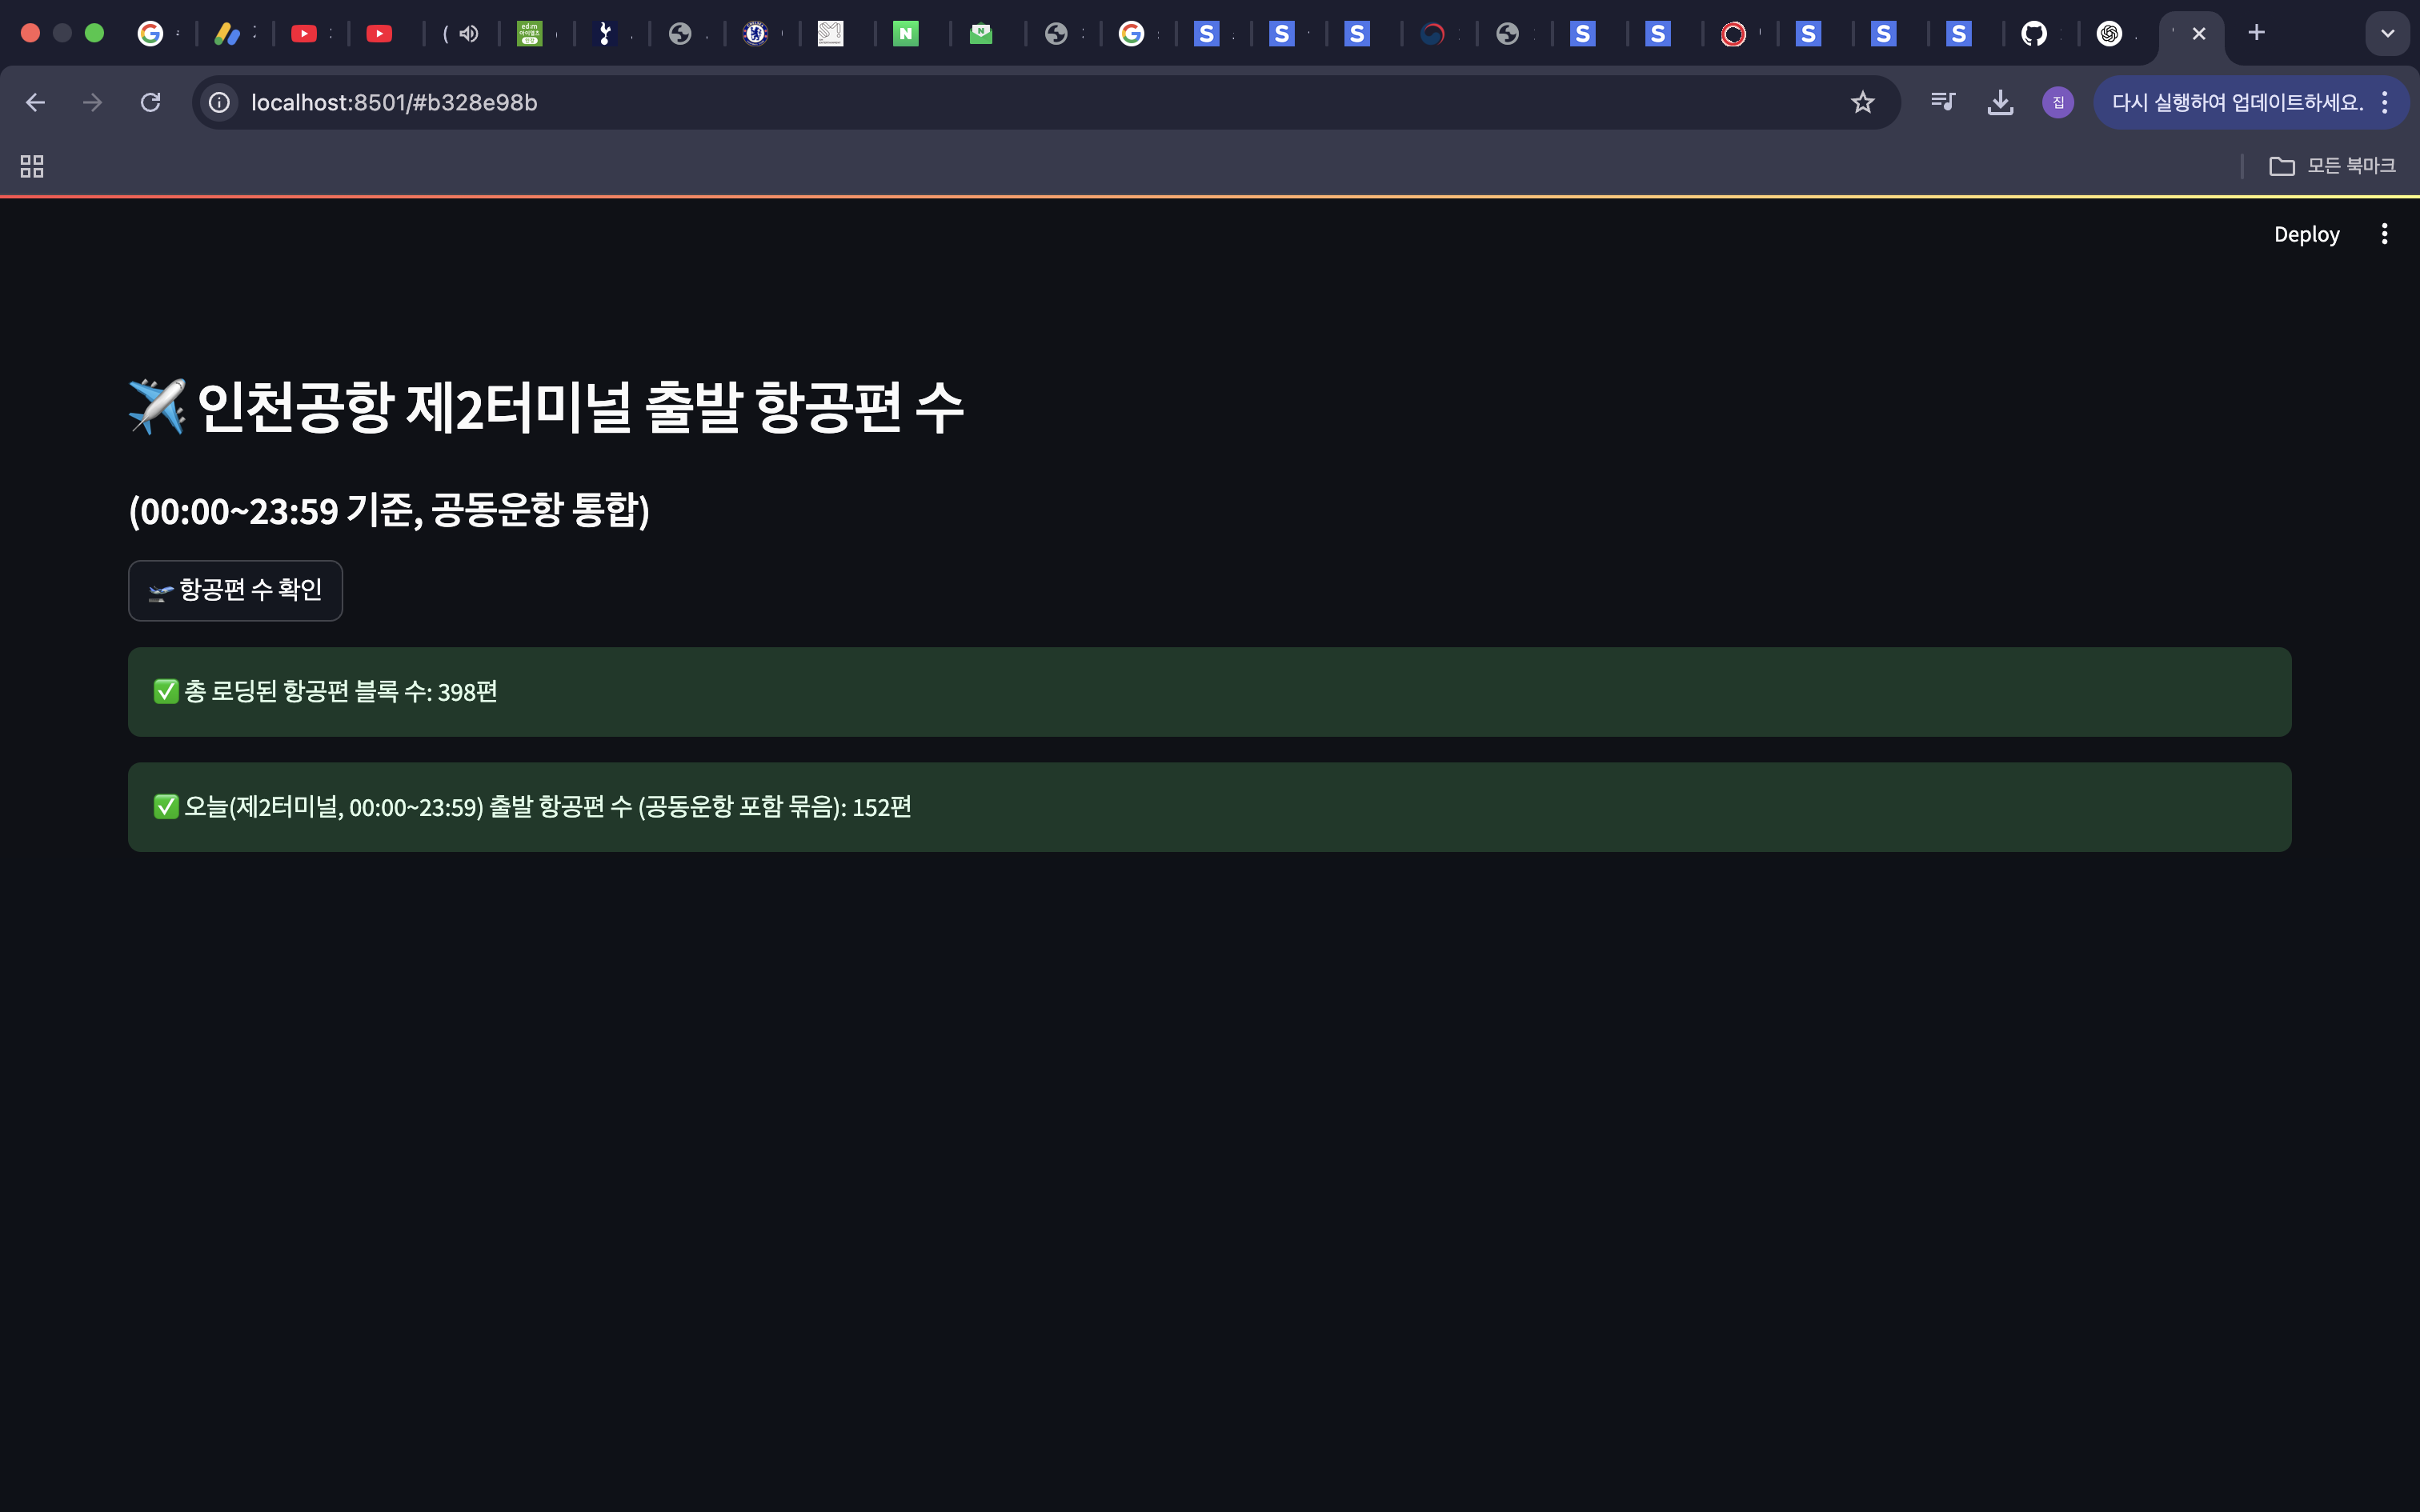 localhost:8501/#b328e98b
집
다시 실행하여 업데이트하세요.
모든 북마크
Deploy
인천공항 제2터미널 출발 항공편 수
(00:00~23:59 기준, 공동운항 통합)
항공편 수 확인
총 로딩된 항공편 블록 수: 398편
오늘(제2터미널, 00:00~23:59) 출발 항공편 수 (공동운항 포함 묶음): 152편